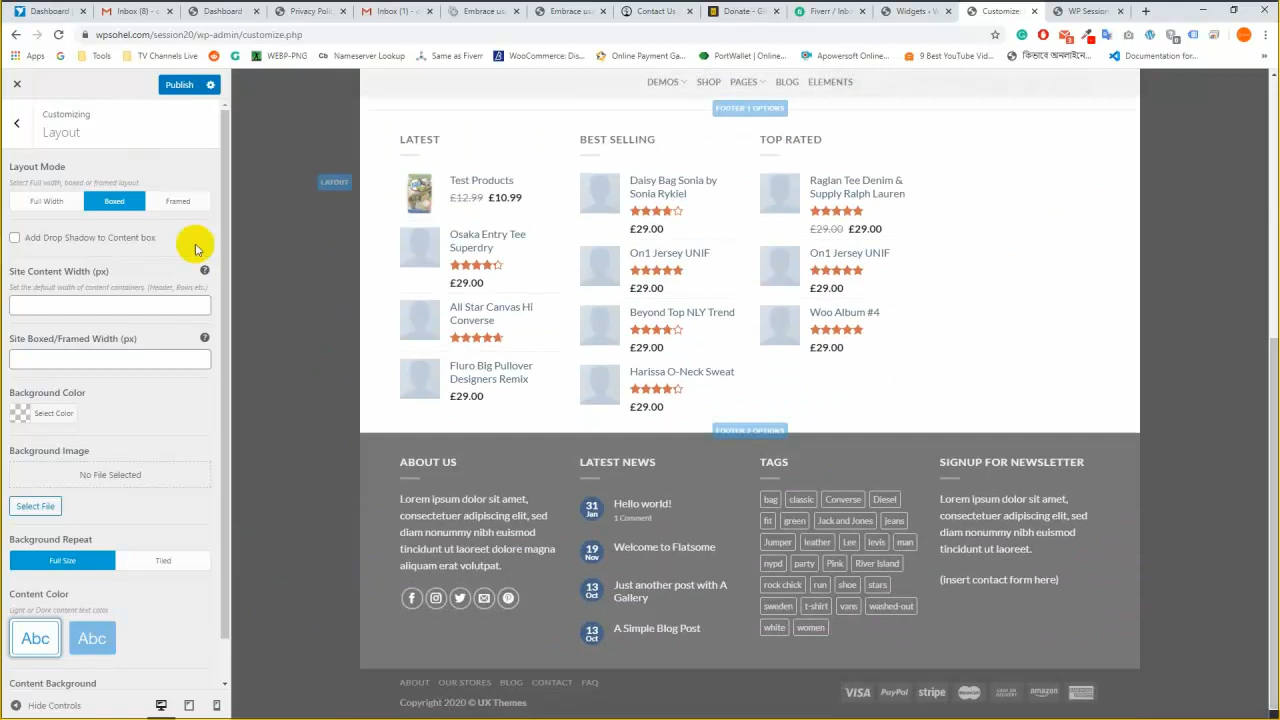 Inbox (8) - 
Dashboard
Privacy Polic
Gmail
Inbox (1) - 
Embrace us
Embrace us
Contact Us
Donate - Gi
Fiverr / Inbo
Widgets ‹ W
Customize:
WP Session
wpsohel.com/session20/wp-admin/customize.php
Apps
Tools
TV Channels Live
WEBP-PNG
Nameserver Lookup
Same as Fiverr
WooCommerce: Dis...
Online Payment Gat...
PortWallet | Online...
Apowersoft Online...
9 Best YouTube Vid...
Documentation for...
Publish
Customizing
Layout
Layout Mode
Select Full width, boxed or framed layout.
Full Width
Boxed
Framed
Add Drop Shadow to Content box
Site Content Width (px)
Set the default width of content containers. (Header, Rows etc.)
Site Boxed/Framed Width (px)
Background Color
Select Color
Background Image
No File Selected
Select File
Background Repeat
Full Size
Tiled
Content Color
Light or Dark content text color
Abc
Abc
Content Background
Hide Controls
DEMOS
SHOP
PAGES
BLOG
ELEMENTS
FOOTER 1 OPTIONS
LAYOUT
LATEST
Test Products
£12.99 £10.99
Osaka Entry Tee
Superdry
£29.00
All Star Canvas Hi
Converse
Fluro Big Pullover
Designers Remix
£29.00
BEST SELLING
Daisy Bag Sonia by
Sonia Rykiel
£29.00
On1 Jersey UNIF
£29.00
Beyond Top NLY Trend
£29.00
Harissa O-Neck Sweat
£29.00
TOP RATED
Raglan Tee Denim &
Supply Ralph Lauren
£29.00 £29.00
On1 Jersey UNIF
£29.00
Woo Album #4
£29.00
FOOTER 2 OPTIONS
ABOUT US
Lorem ipsum dolor sit amet,
consectetuer adipiscing elit, sed
diam nonummy nibh euismod
tincidunt ut laoreet dolore magna
aliquam erat volutpat.
LATEST NEWS
31
Jan
Hello world!
1 Comment
19
Nov
Welcome to Flatsome
13
Oct
Just another post with A
Gallery
13
Oct
A Simple Blog Post
TAGS
bag classic Converse Diesel
fit green Jack and Jones jeans
Jumper leather Lee levis man
nypd party Pink River Island
rock chick run shoe stars
sweden t-shirt vans washed-out
white women
SIGNUP FOR NEWSLETTER
Lorem ipsum dolor sit amet,
consectetuer adipiscing elit, sed
diam nonummy nibh euismod
tincidunt ut laoreet.
(insert contact form here)
ABOUT OUR STORES BLOG CONTACT FAQ
Copyright 2020 © UX Themes
VISA PayPal stripe MasterCard CASH ON DELIVERY amazon